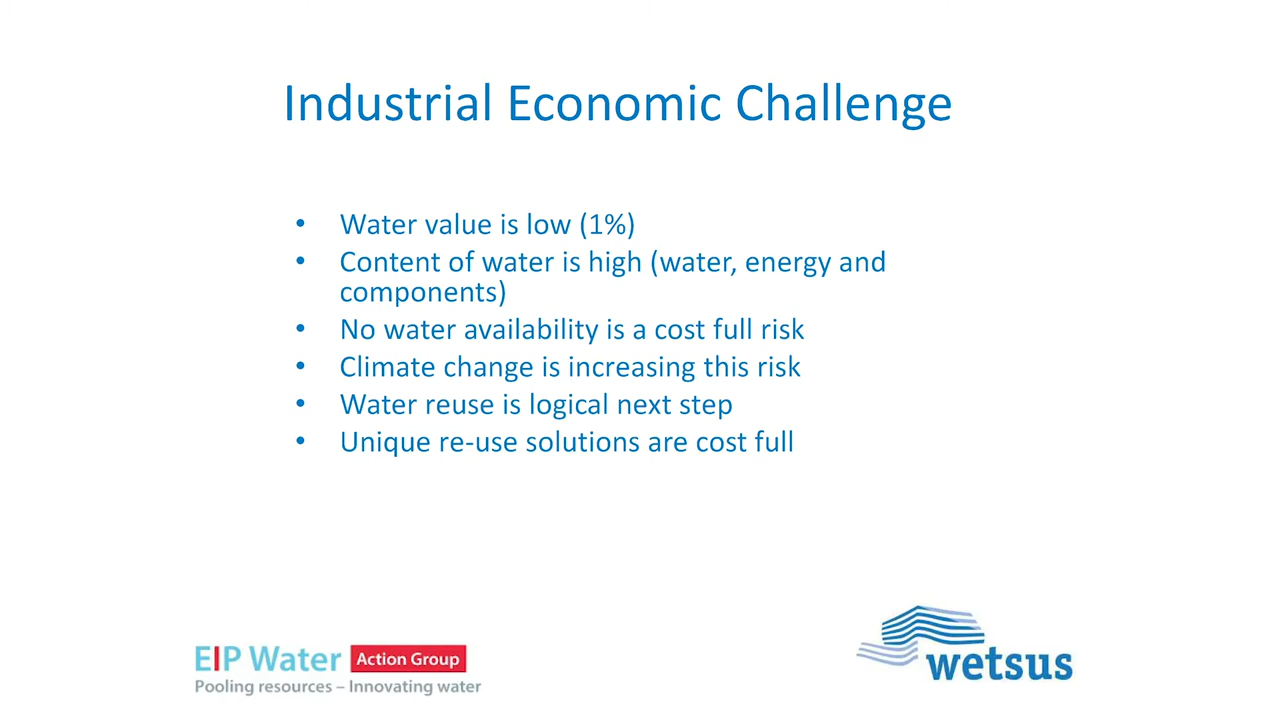 Industrial Economic Challenge
• Water value is low (1%)
• Content of water is high (water, energy and
components)
• No water availability is a cost full risk
• Climate change is increasing this risk
• Water reuse is logical next step
• Unique re-use solutions are cost full
EIP Water Action Group
Pooling resources – Innovating water
wetsus